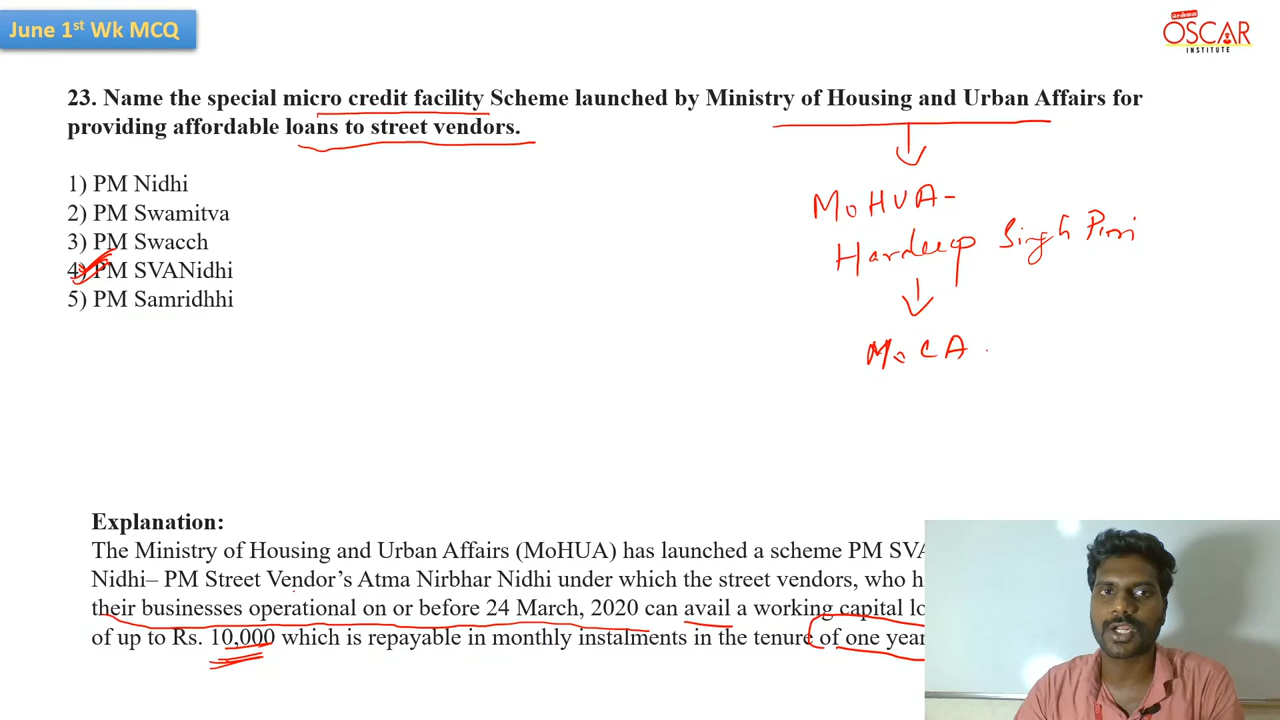 June 1st Wk MCQ
OSCAR
INSTITUTE
23. Name the special micro credit facility Scheme launched by Ministry of Housing and Urban Affairs for
providing affordable loans to street vendors.
1) PM Nidhi
2) PM Swamitva
3) PM Swacch
4) PM SVANidhi
5) PM Samridhhi
MoHUA-
Hardeep Singh Puri
MoCA
Explanation:
The Ministry of Housing and Urban Affairs (MoHUA) has launched a scheme PM SVA
Nidhi– PM Street Vendor's Atma Nirbhar Nidhi under which the street vendors, who h
their businesses operational on or before 24 March, 2020 can avail a working capital lo
of up to Rs. 10,000 which is repayable in monthly instalments in the tenure of one year